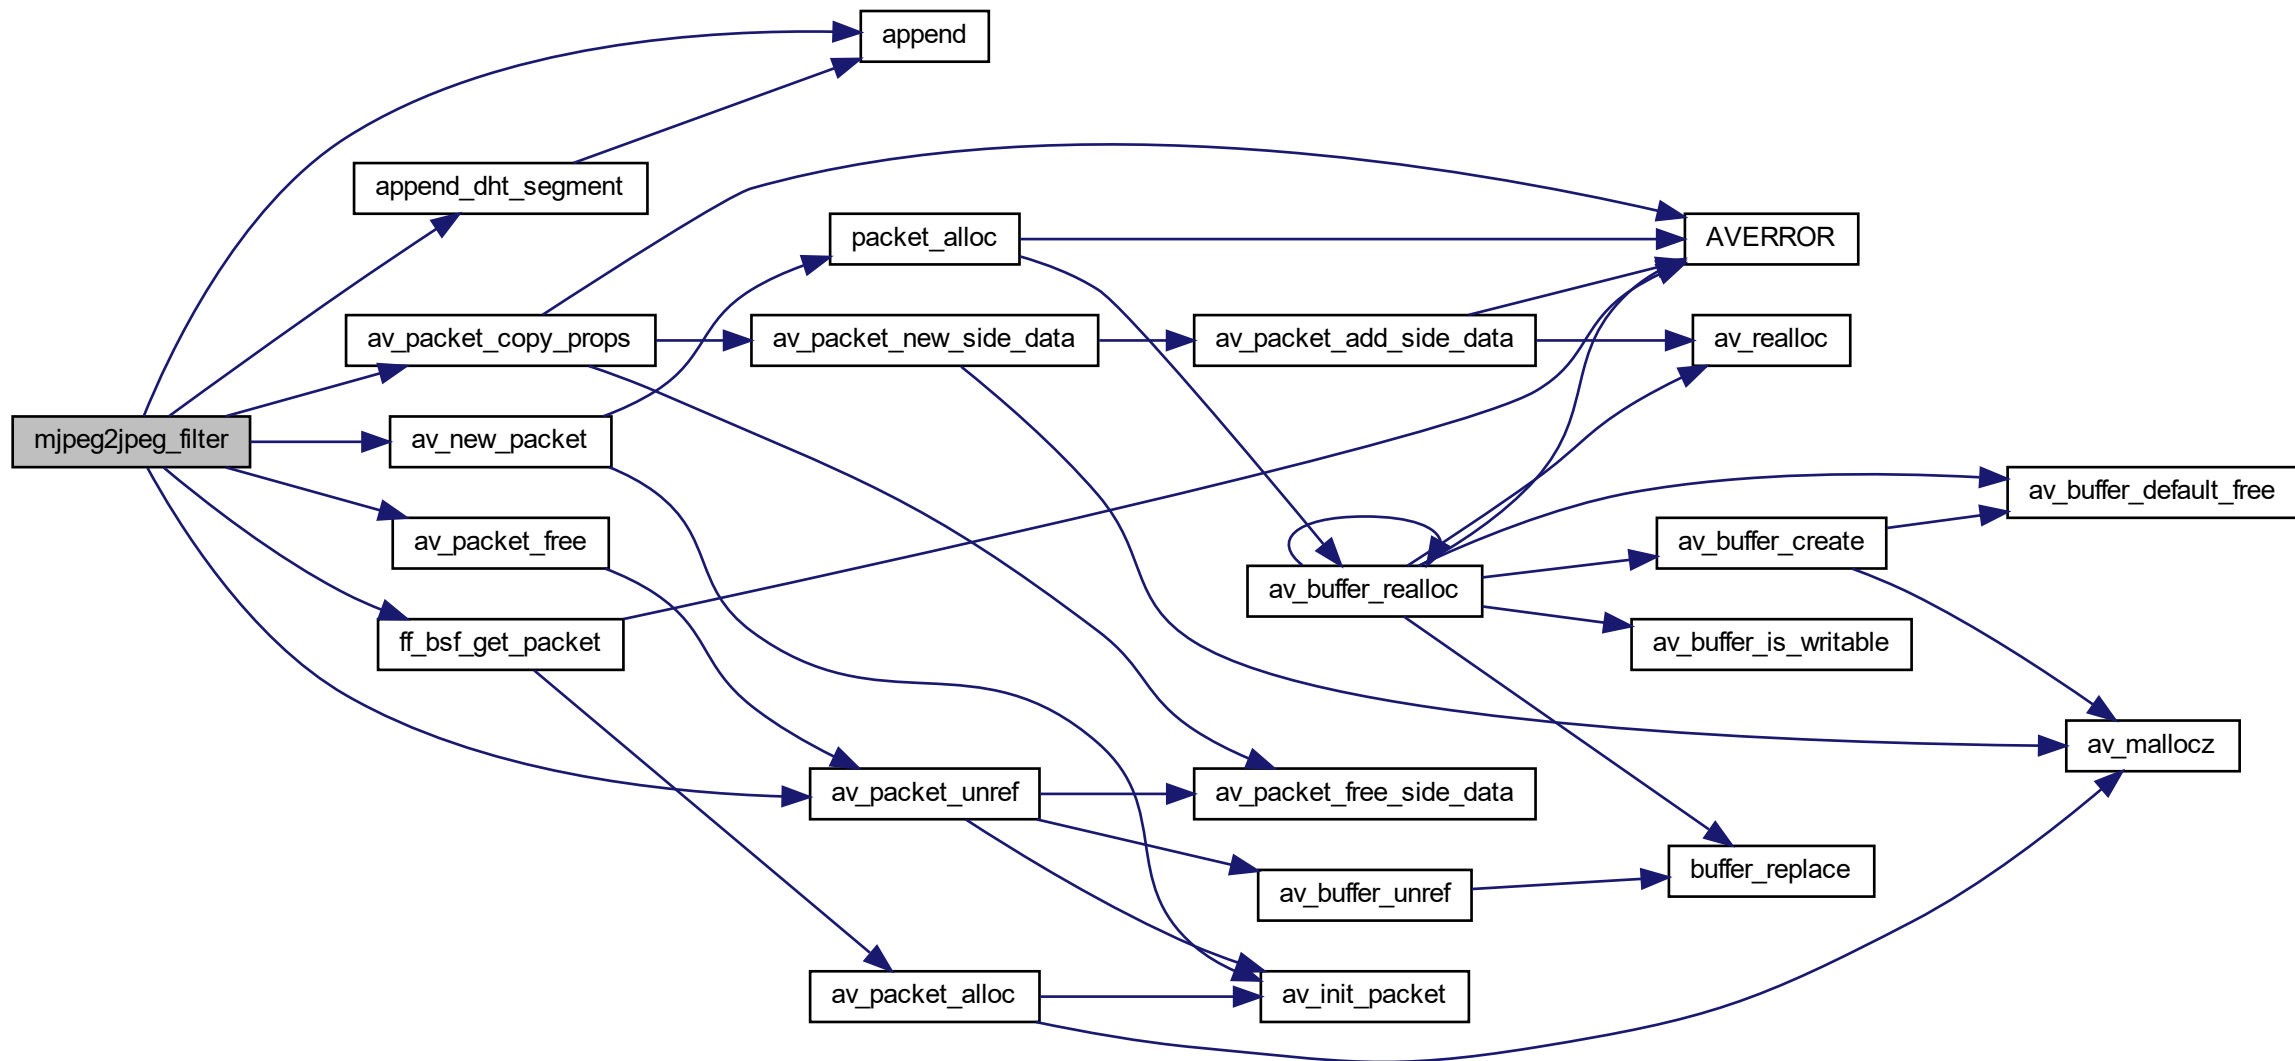 append
append_dht_segment
packet_alloc
AVERROR
av_packet_copy_props
av_packet_new_side_data
av_packet_add_side_data
av_realloc
mjpeg2jpeg_filter
av_new_packet
av_buffer_default_free
av_packet_free
av_buffer_create
av_buffer_realloc
ff_bsf_get_packet
av_buffer_is_writable
av_mallocz
av_packet_unref
av_packet_free_side_data
buffer_replace
av_buffer_unref
av_packet_alloc
av_init_packet